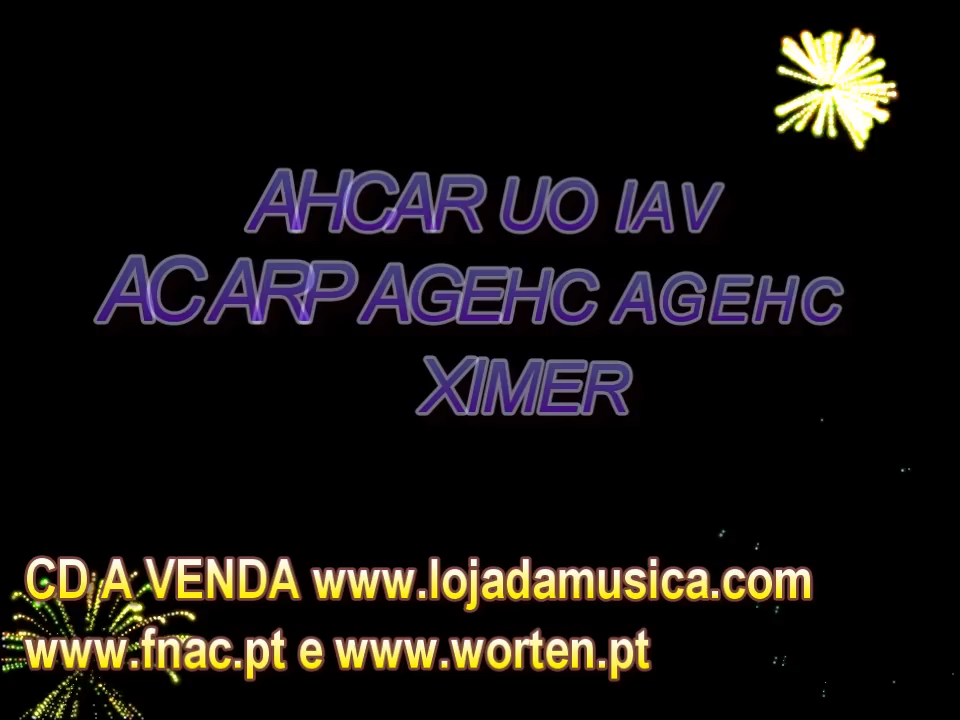 AHCAR UO IAV
ACARP AGEHC AGEHC
XIMER
CD A VENDA www.lojadamusica.com
www.fnac.pt e www.worten.pt